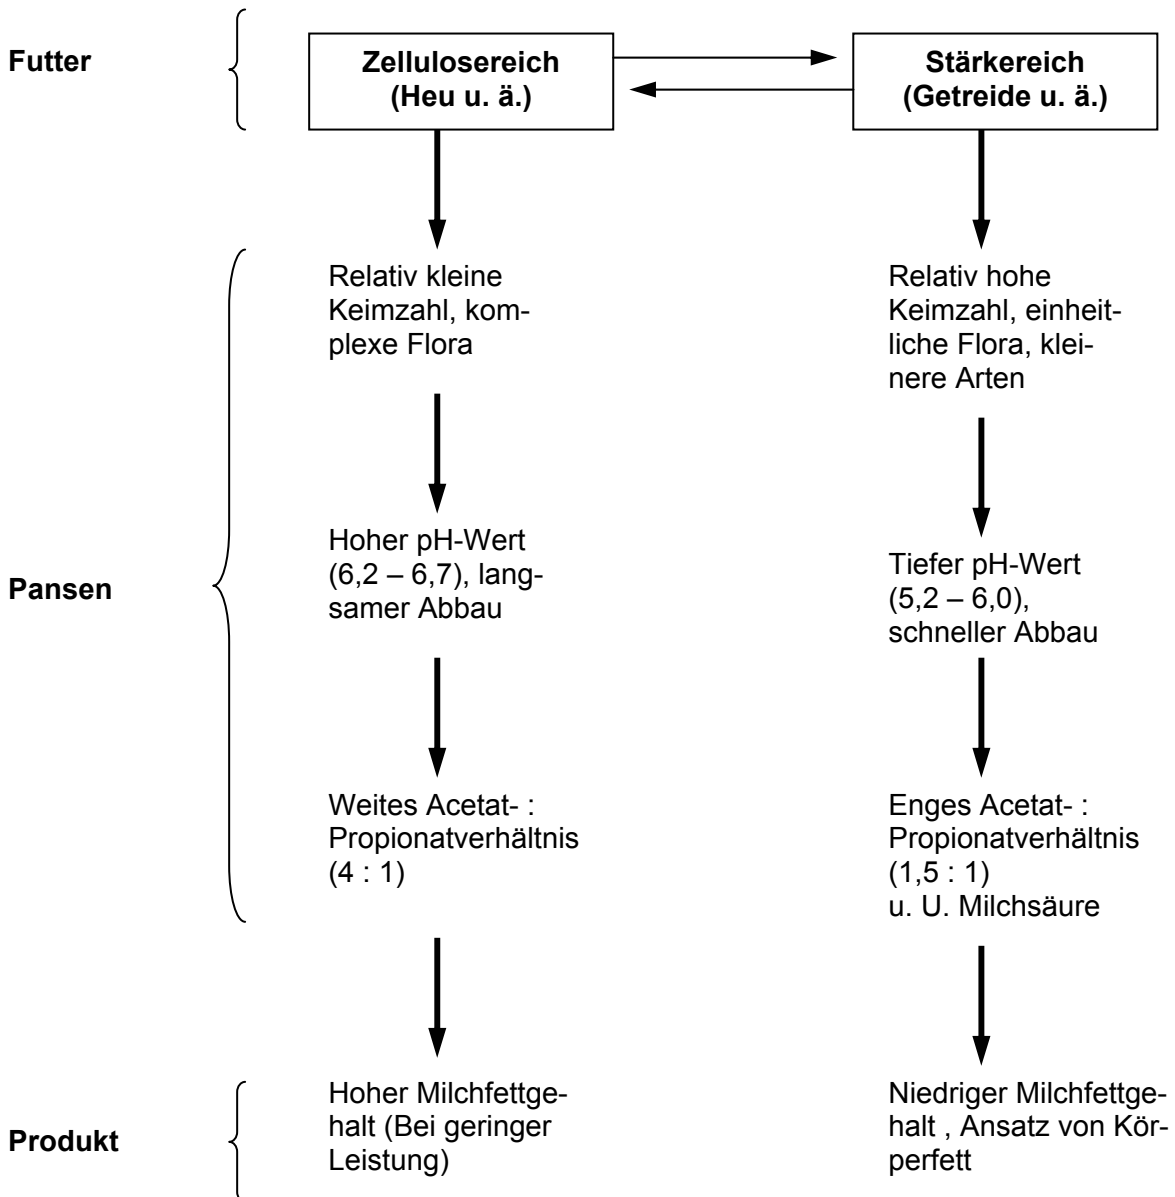 Futter
Zellulosereich
(Heu u. ä.)
Stärkereich
(Getreide u. ä.)
Pansen
Relativ kleine
Keimzahl, kom-
plexe Flora
Relativ hohe
Keimzahl, einheit-
liche Flora, klei-
nere Arten
Hoher pH-Wert
(6,2 – 6,7), lang-
samer Abbau
Tiefer pH-Wert
(5,2 – 6,0),
schneller Abbau
Weites Acetat- :
Propionatverhältnis
(4 : 1)
Enges Acetat- :
Propionatverhältnis
(1,5 : 1)
u. U. Milchsäure
Produkt
Hoher Milchfettge-
halt (Bei geringer
Leistung)
Niedriger Milchfettge-
halt , Ansatz von Kör-
perfett